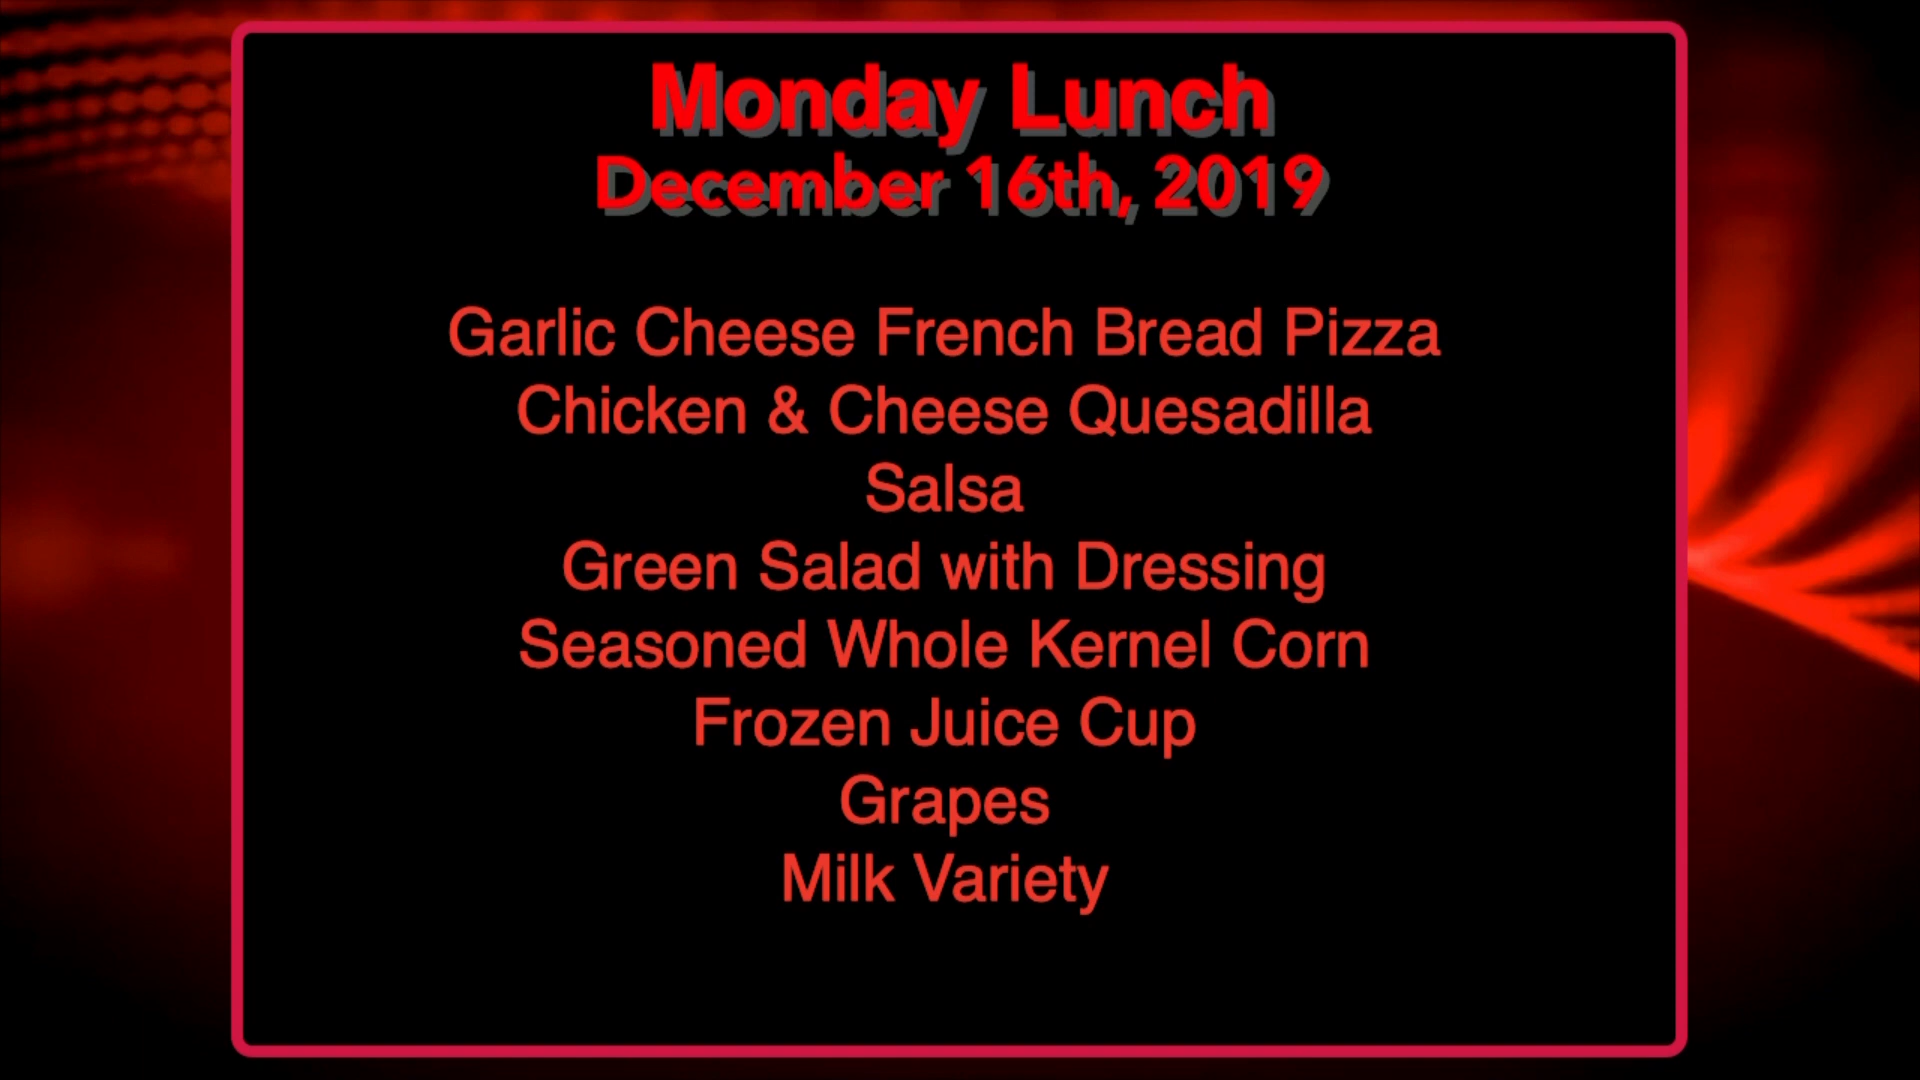 Monday Lunch
December 16th, 2019
Garlic Cheese French Bread Pizza
Chicken & Cheese Quesadilla
Salsa
Green Salad with Dressing
Seasoned Whole Kernel Corn
Frozen Juice Cup
Grapes
Milk Variety